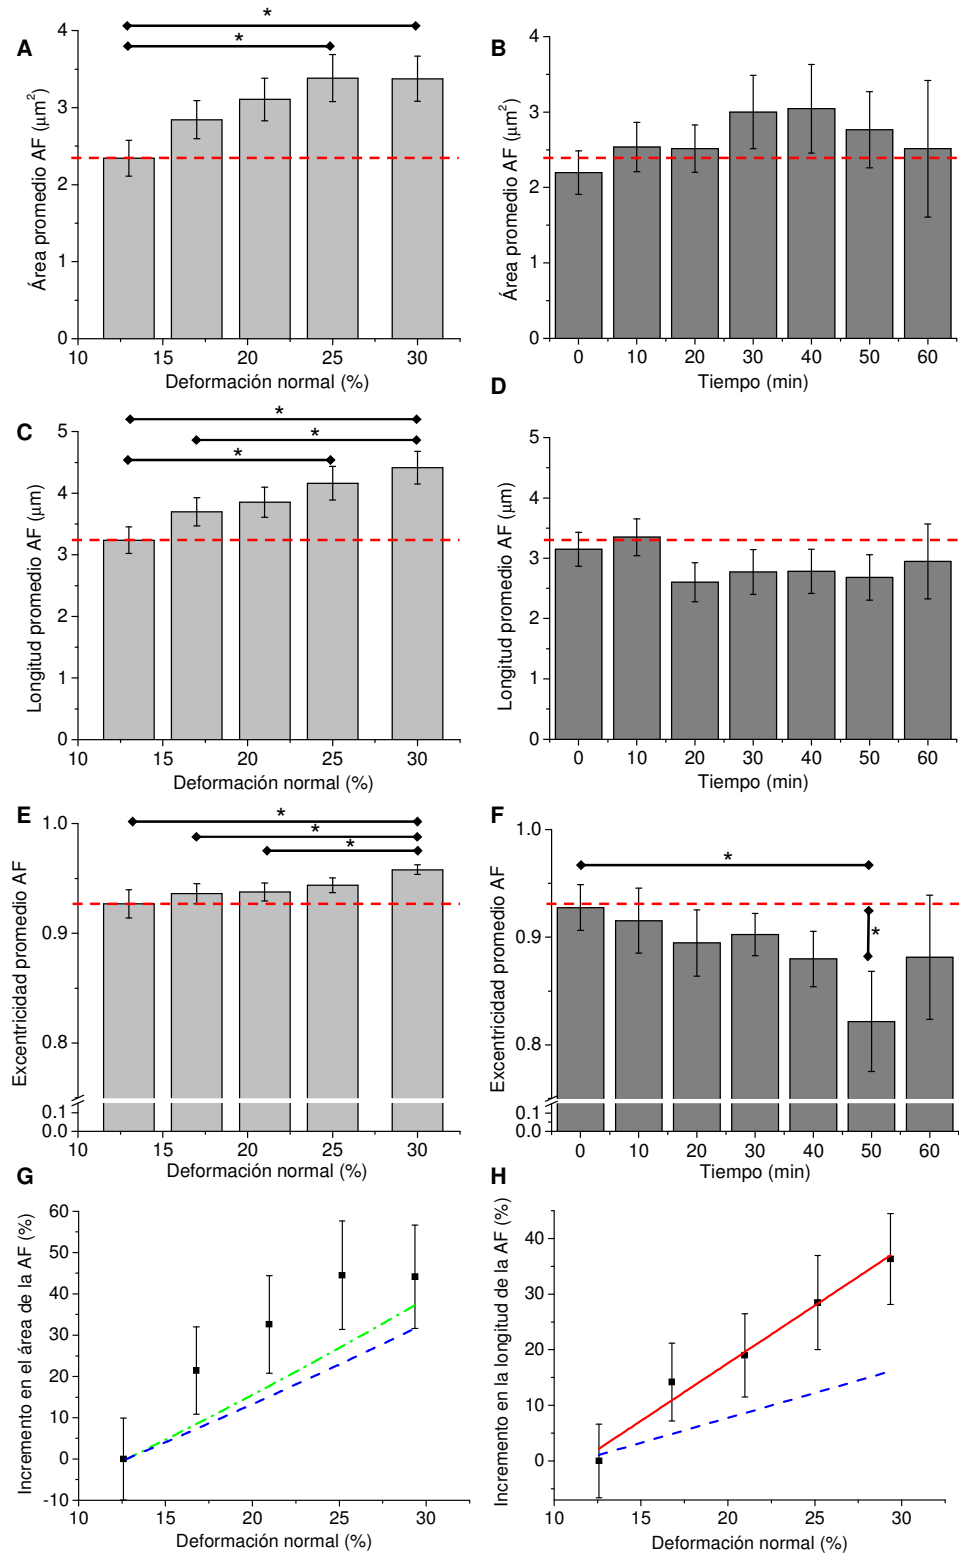 *
*
A
Área promedio AF (μm²)
4
3
2
1
0
10 15 20 25 30
Deformación normal (%)
B
Área promedio AF (μm²)
4
3
2
1
0
0 10 20 30 40 50 60
Tiempo (min)
*
*
*
C
Longitud promedio AF (μm)
5
4
3
2
1
0
10 15 20 25 30
Deformación normal (%)
D
Longitud promedio AF (μm)
5
4
3
2
1
0
0 10 20 30 40 50 60
Tiempo (min)
E
*
*
*
Excentricidad promedio AF
1.0
0.9
0.8
0.1
0.0
10 15 20 25 30
Deformación normal (%)
F
*
*
Excentricidad promedio AF
1.0
0.9
0.8
0.1
0.0
0 10 20 30 40 50 60
Tiempo (min)
G
Incremento en el área de la AF (%)
60
50
40
30
20
10
0
-10
10 15 20 25 30
Deformación normal (%)
H
Incremento en la longitud de la AF (%)
40
30
20
10
0
10 15 20 25 30
Deformación normal (%)